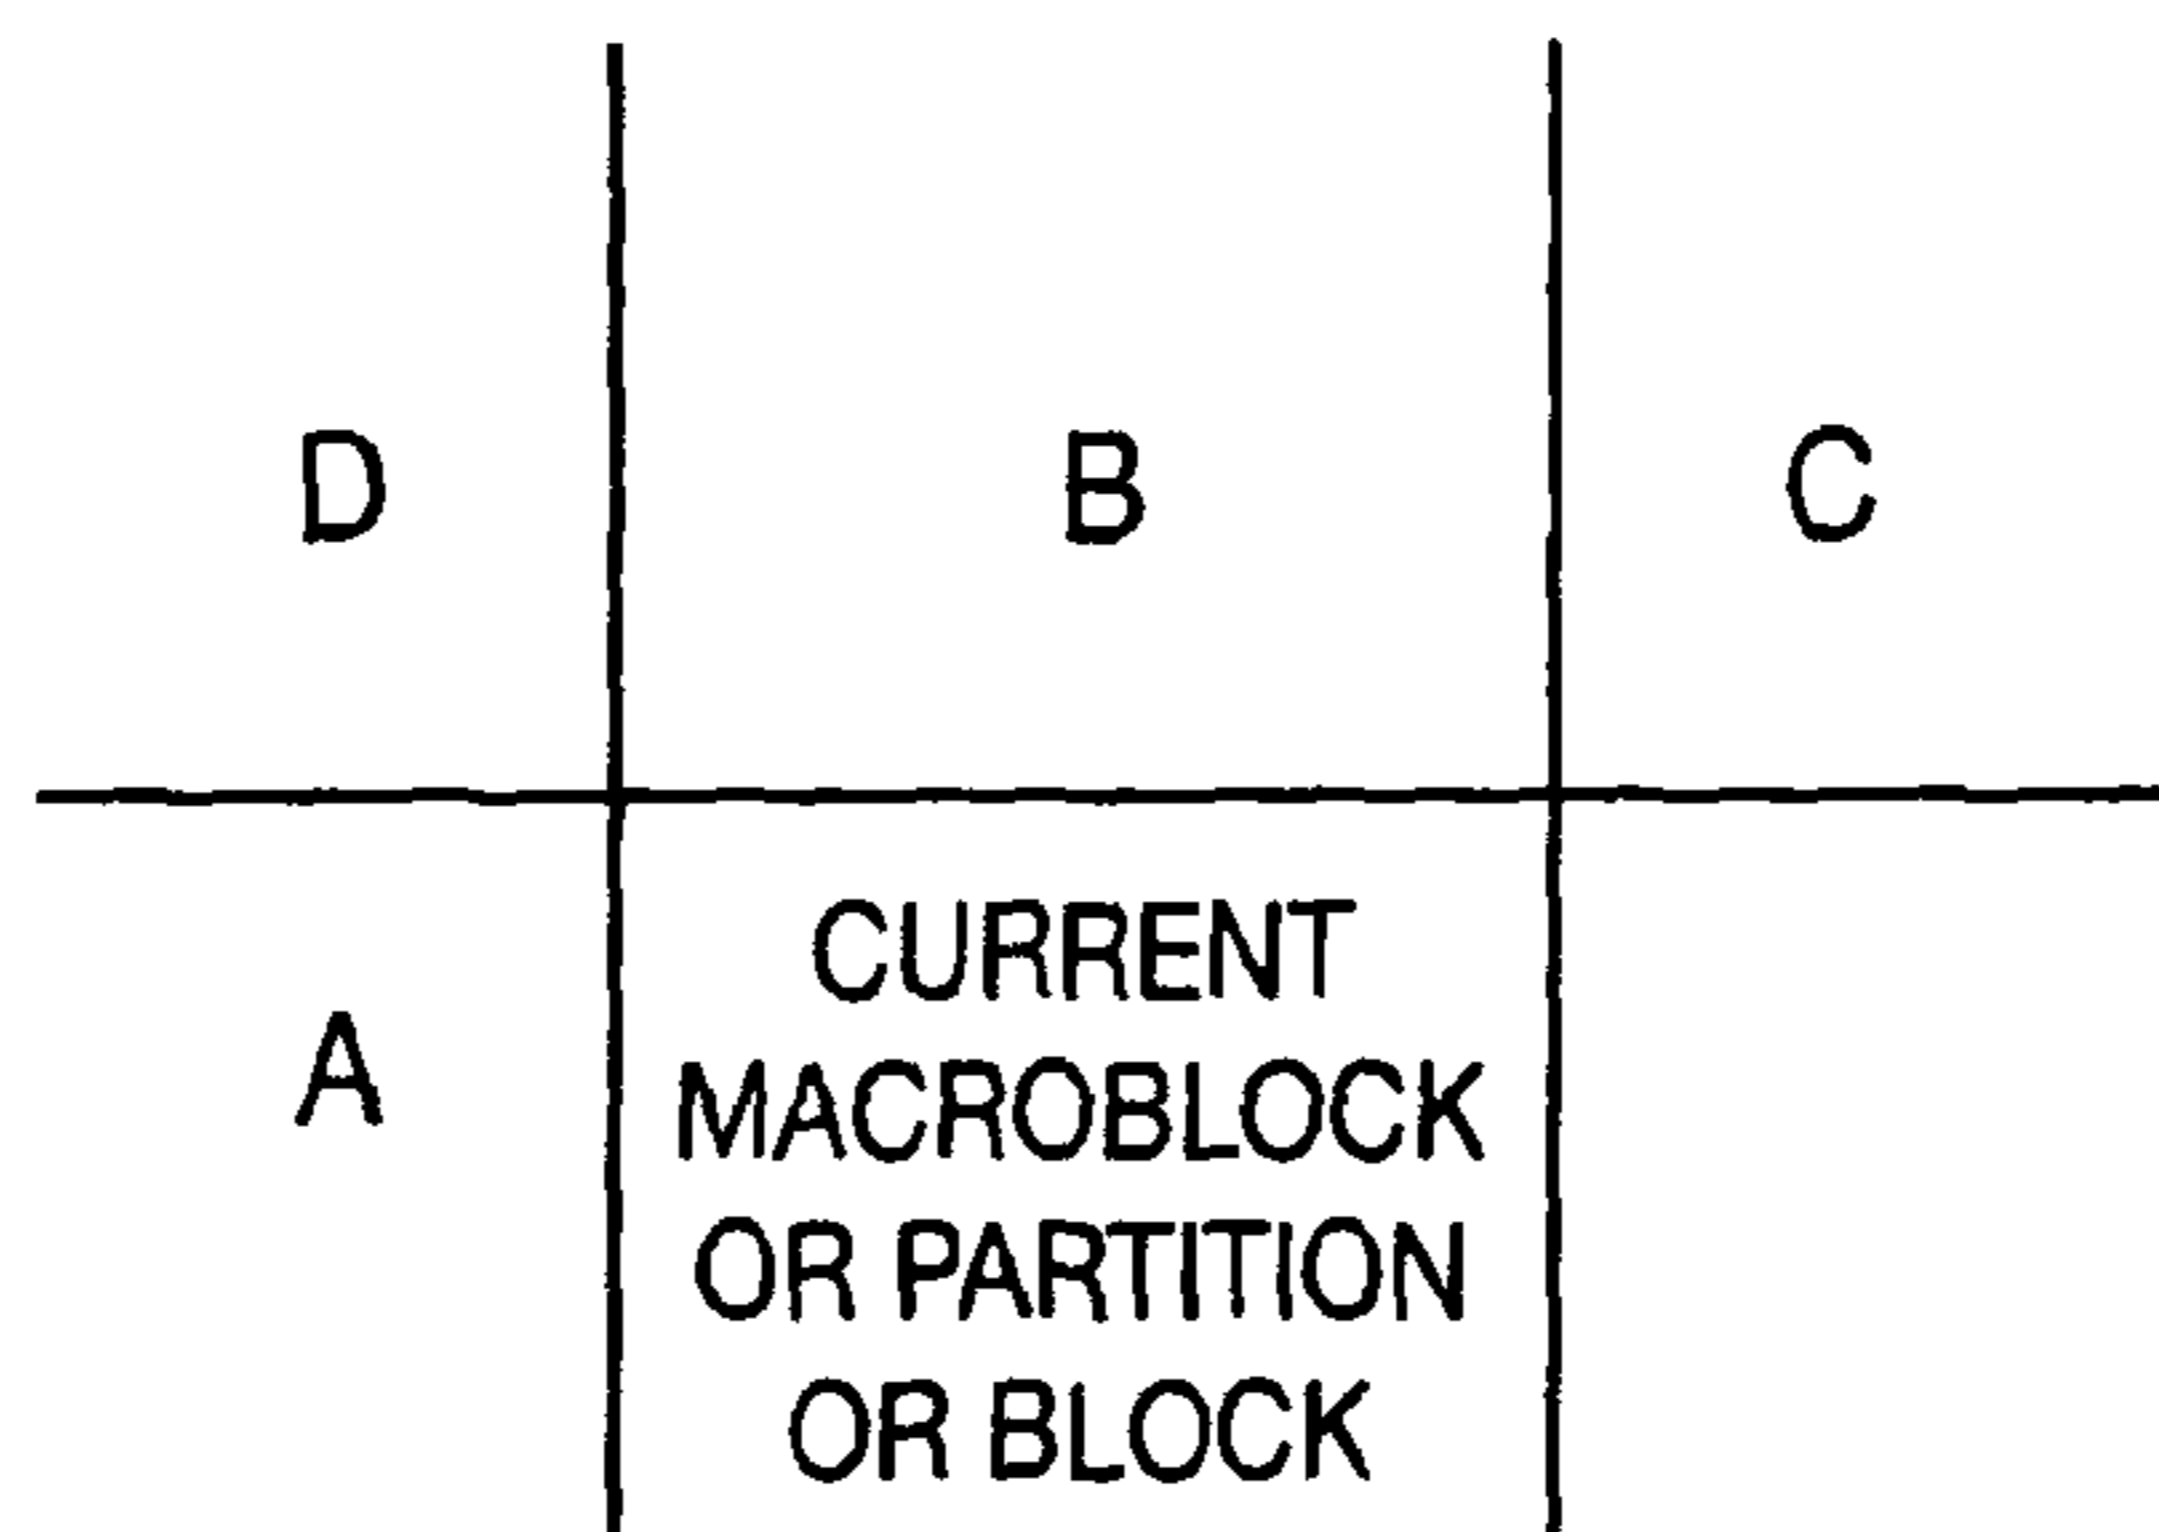 D B C
A
CURRENT
MACROBLOCK
OR PARTITION
OR BLOCK